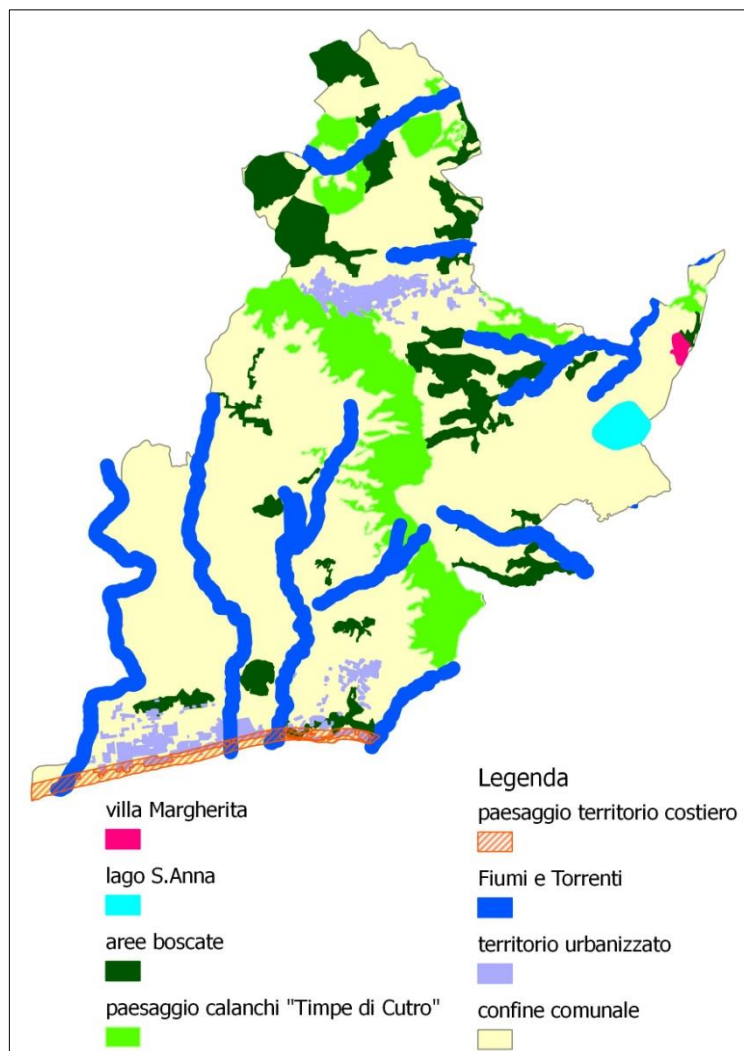 Legenda
villa Margherita
paesaggio territorio costiero
lago S.Anna
Fiumi e Torrenti
aree boscate
territorio urbanizzato
paesaggio calanchi "Timpe di Cutro"
confine comunale